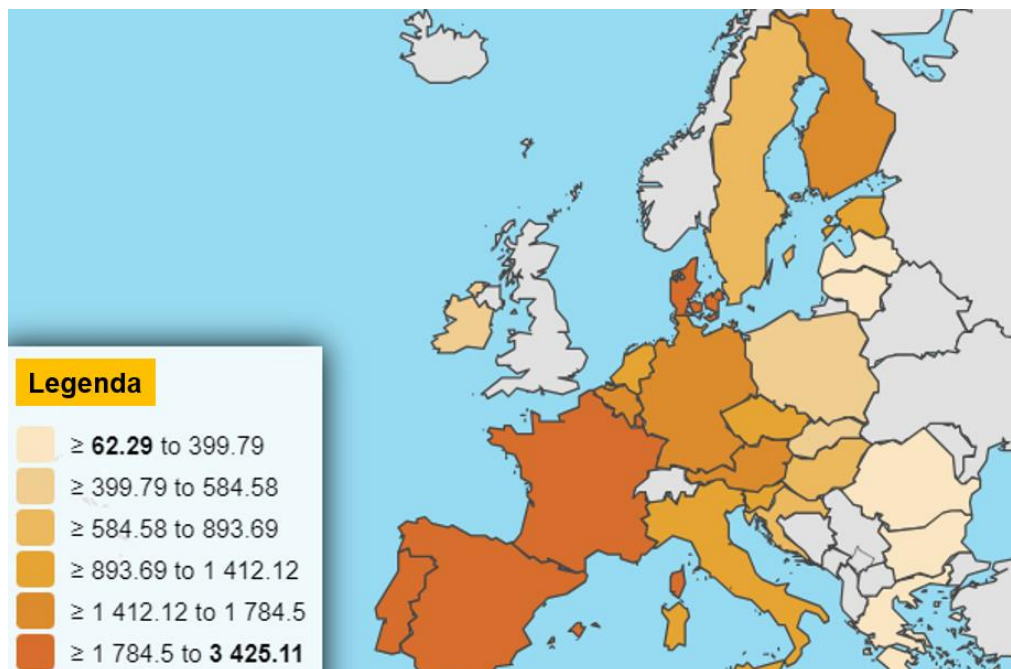 Legenda
≥ 62.29 to 399.79
≥ 399.79 to 584.58
≥ 584.58 to 893.69
≥ 893.69 to 1 412.12
≥ 1 412.12 to 1 784.5
≥ 1 784.5 to 3 425.11